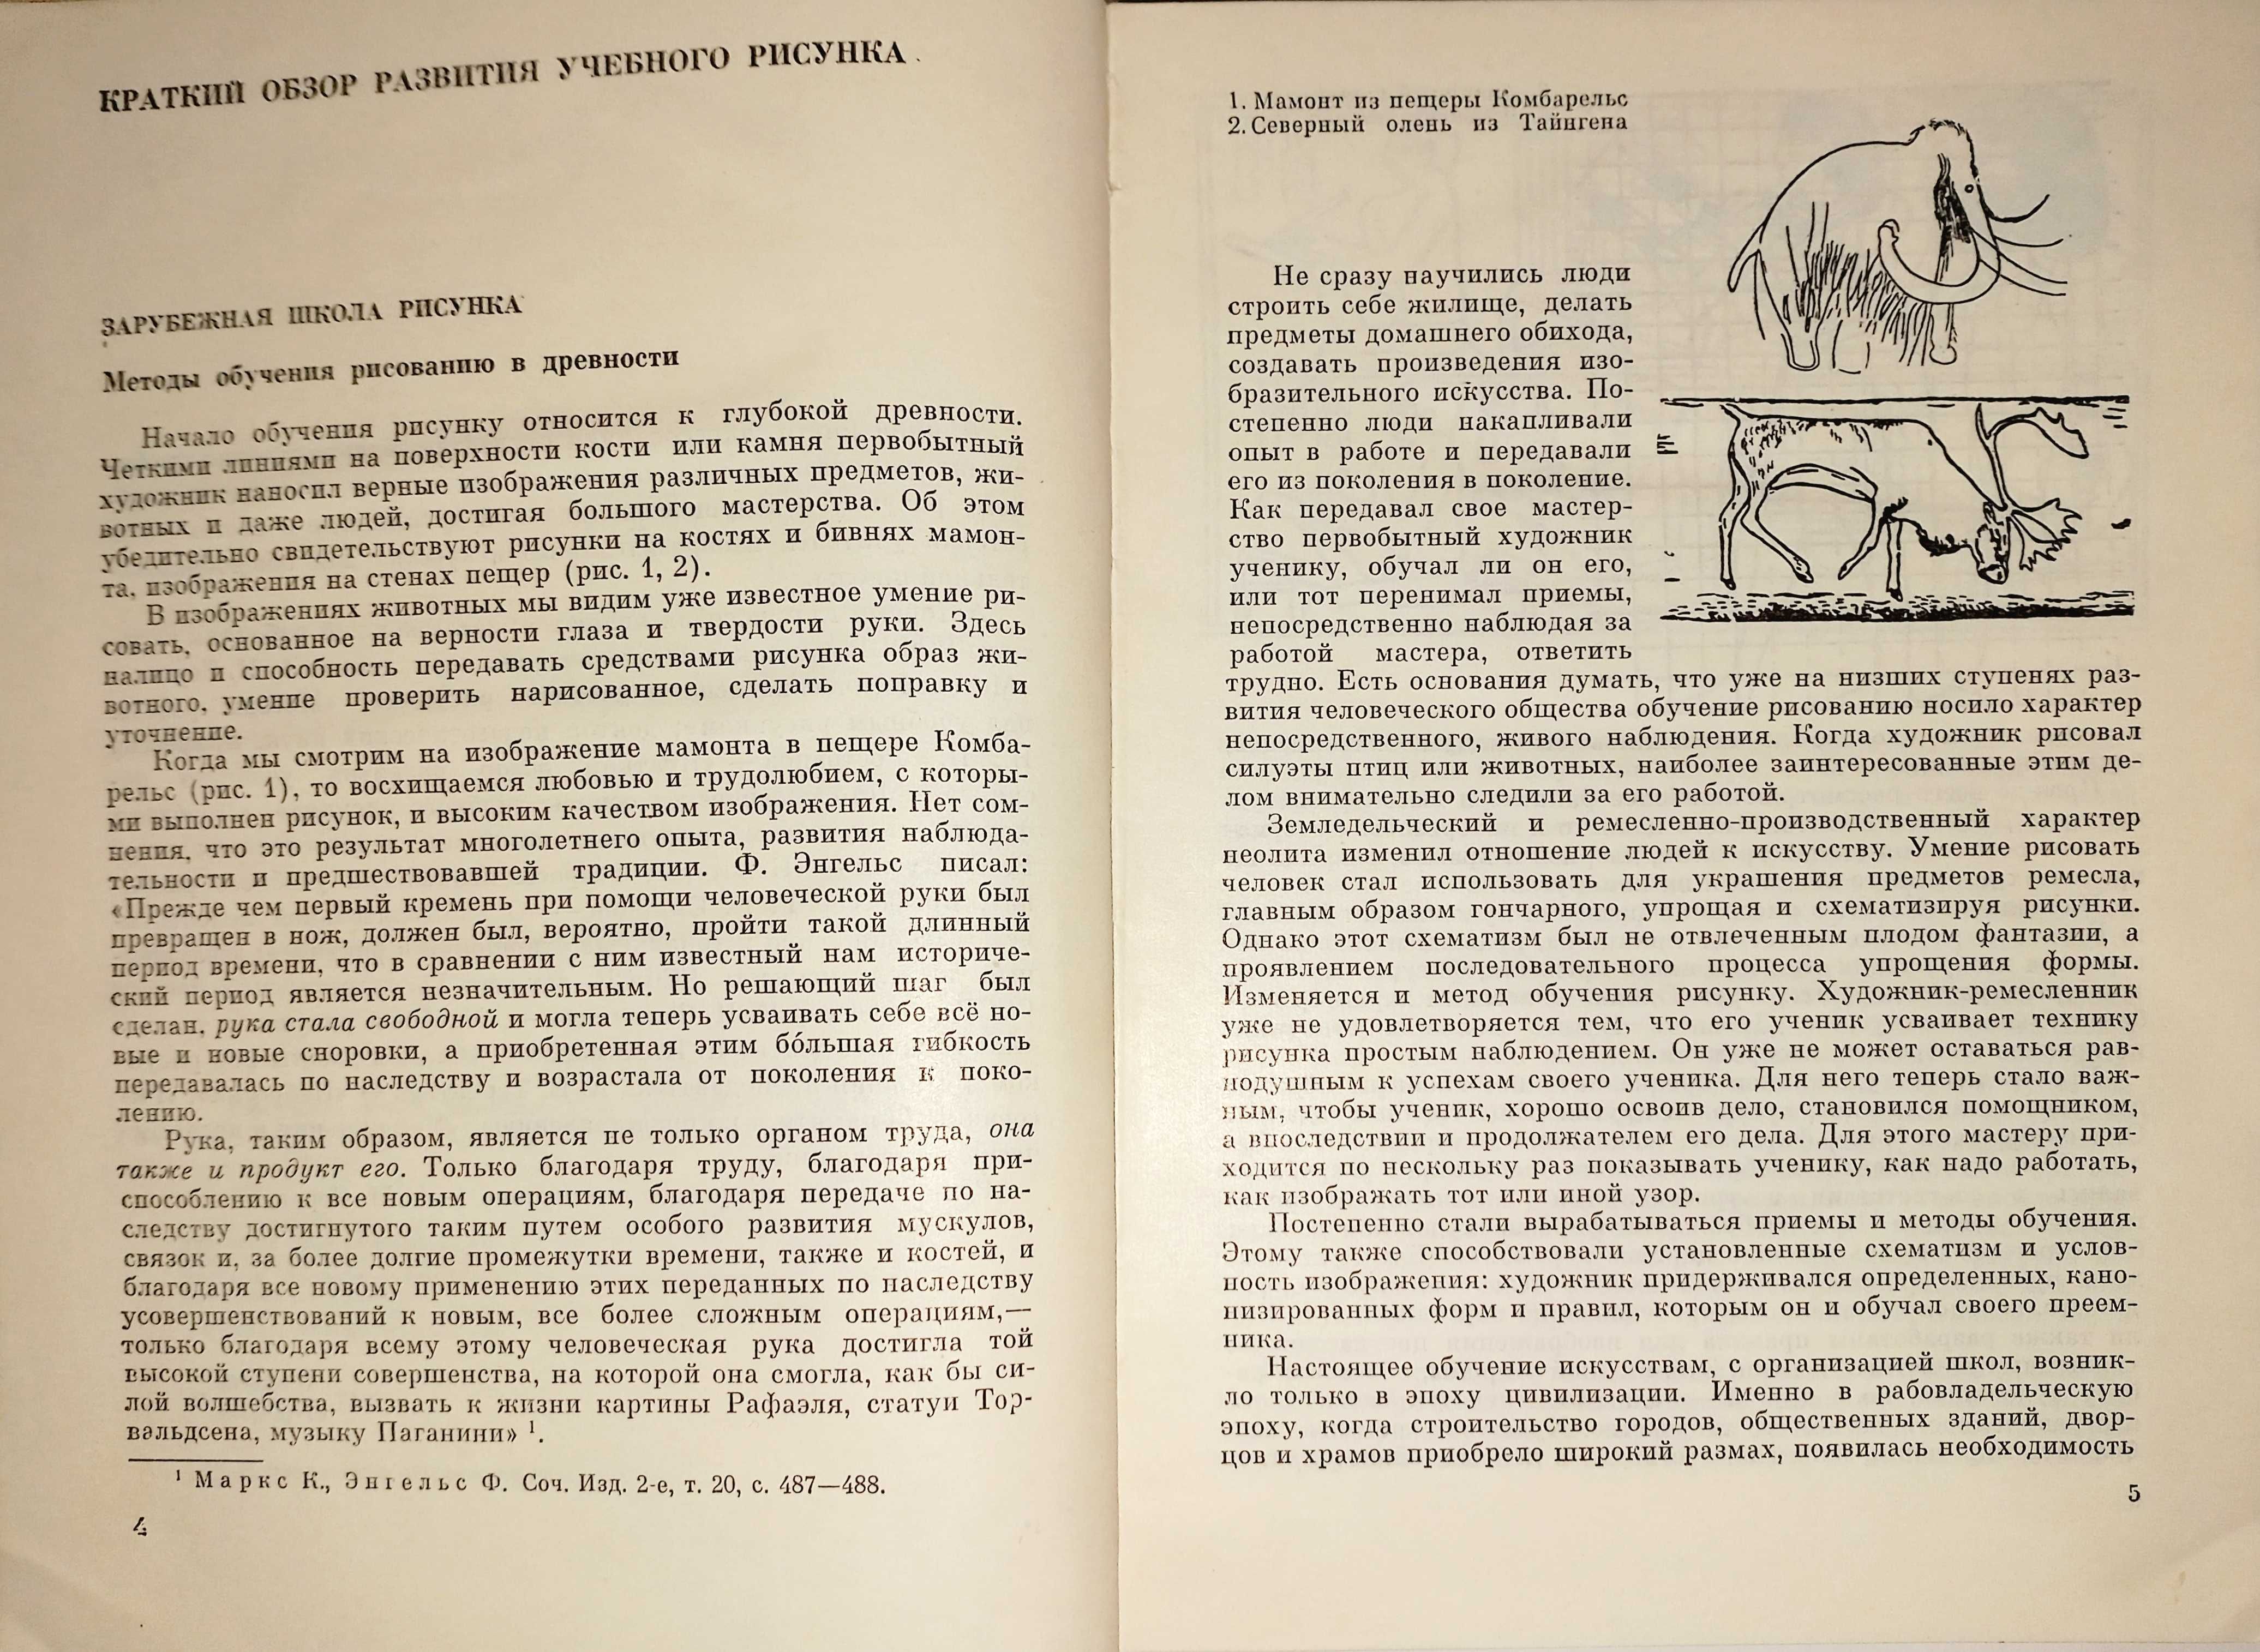 КРАТКИЙ ОБЗОР РАЗВИТИЯ УЧЕБНОГО РИСУНКА
ЗАРУБЕЖНАЯ ШКОЛА РИСУНКА
Методы обучения рисованию в древности
Начало обучения рисунку относится к глубокой древности.
Четкими линиями на поверхности кости или камня первобытный
художник наносил верные изображения различных предметов, жи-
вотных и даже людей, достигая большого мастерства. Об этом
убедительно свидетельствуют рисунки на костях и бивнях мамон-
та, изображения на стенах пещер (рис. 1, 2).
В изображениях животных мы видим уже известное умение ри-
совать, основанное на верности глаза и твердости руки. Здесь
налицо и способность передавать средствами рисунка образ жи-
вотного, умение проверить нарисованное, сделать поправку и
уточнение.
Когда мы смотрим на изображение мамонта в пещере Комба-
рельс (рис. 1), то восхищаемся любовью и трудолюбием, с которы-
ми выполнен рисунок, и высоким качеством изображения. Нет сом-
нения, что это результат многолетнего опыта, развития наблюда-
тельности и предшествовавшей традиции. Ф. Энгельс писал:
«Прежде чем первый кремень при помощи человеческой руки был
превращен в нож, должен был, вероятно, пройти такой длинный
период времени, что в сравнении с ним известный нам историче-
ский период является незначительным. Но решающий шаг был
сделан, рука стала свободной и могла теперь усваивать себе всё но-
вые и новые сноровки, а приобретенная этим бо́льшая гибкость
передавалась по наследству и возрастала от поколения к поко-
лению.
Рука, таким образом, является не только органом труда, она
также и продукт его. Только благодаря труду, благодаря при-
способлению к все новым операциям, благодаря передаче по на-
следству достигнутого таким путем особого развития мускулов,
связок и, за более долгие промежутки времени, также и костей, и
благодаря все новому применению этих переданных по наследству
усовершенствований к новым, все более сложным операциям,—
только благодаря всему этому человеческая рука достигла той
высокой ступени совершенства, на которой она смогла, как бы си-
лой волшебства, вызвать к жизни картины Рафаэля, статуи Тор-
вальдсена, музыку Паганини» ¹.
¹ Маркс К., Энгельс Ф. Соч. Изд. 2-е, т. 20, с. 487—488.
4
1. Мамонт из пещеры Комбарельс
2. Северный олень из Тайнгена
Не сразу научились люди
строить себе жилище, делать
предметы домашнего обихода,
создавать произведения изо-
бразительного искусства. По-
степенно люди накапливали
опыт в работе и передавали
его из поколения в поколение.
Как передавал свое мастер-
ство первобытный художник
ученику, обучал ли он его,
или тот перенимал приемы,
непосредственно наблюдая за
работой мастера, ответить
трудно. Есть основания думать, что уже на низших ступенях раз-
вития человеческого общества обучение рисованию носило характер
непосредственного, живого наблюдения. Когда художник рисовал
силуэты птиц или животных, наиболее заинтересованные этим де-
лом внимательно следили за его работой.
Земледельческий и ремесленно-производственный характер
неолита изменил отношение людей к искусству. Умение рисовать
человек стал использовать для украшения предметов ремесла,
главным образом гончарного, упрощая и схематизируя рисунки.
Однако этот схематизм был не отвлеченным плодом фантазии, а
проявлением последовательного процесса упрощения формы.
Изменяется и метод обучения рисунку. Художник-ремесленник
уже не удовлетворяется тем, что его ученик усваивает технику
рисунка простым наблюдением. Он уже не может оставаться рав-
нодушным к успехам своего ученика. Для него теперь стало важ-
ным, чтобы ученик, хорошо освоив дело, становился помощником,
а впоследствии и продолжателем его дела. Для этого мастеру при-
ходится по нескольку раз показывать ученику, как надо работать,
как изображать тот или иной узор.
Постепенно стали вырабатываться приемы и методы обучения.
Этому также способствовали установленные схематизм и услов-
ность изображения: художник придерживался определенных, кано-
низированных форм и правил, которым он и обучал своего преем-
ника.
Настоящее обучение искусствам, с организацией школ, возник-
ло только в эпоху цивилизации. Именно в рабовладельческую
эпоху, когда строительство городов, общественных зданий, двор-
цов и храмов приобрело широкий размах, появилась необходимость
5